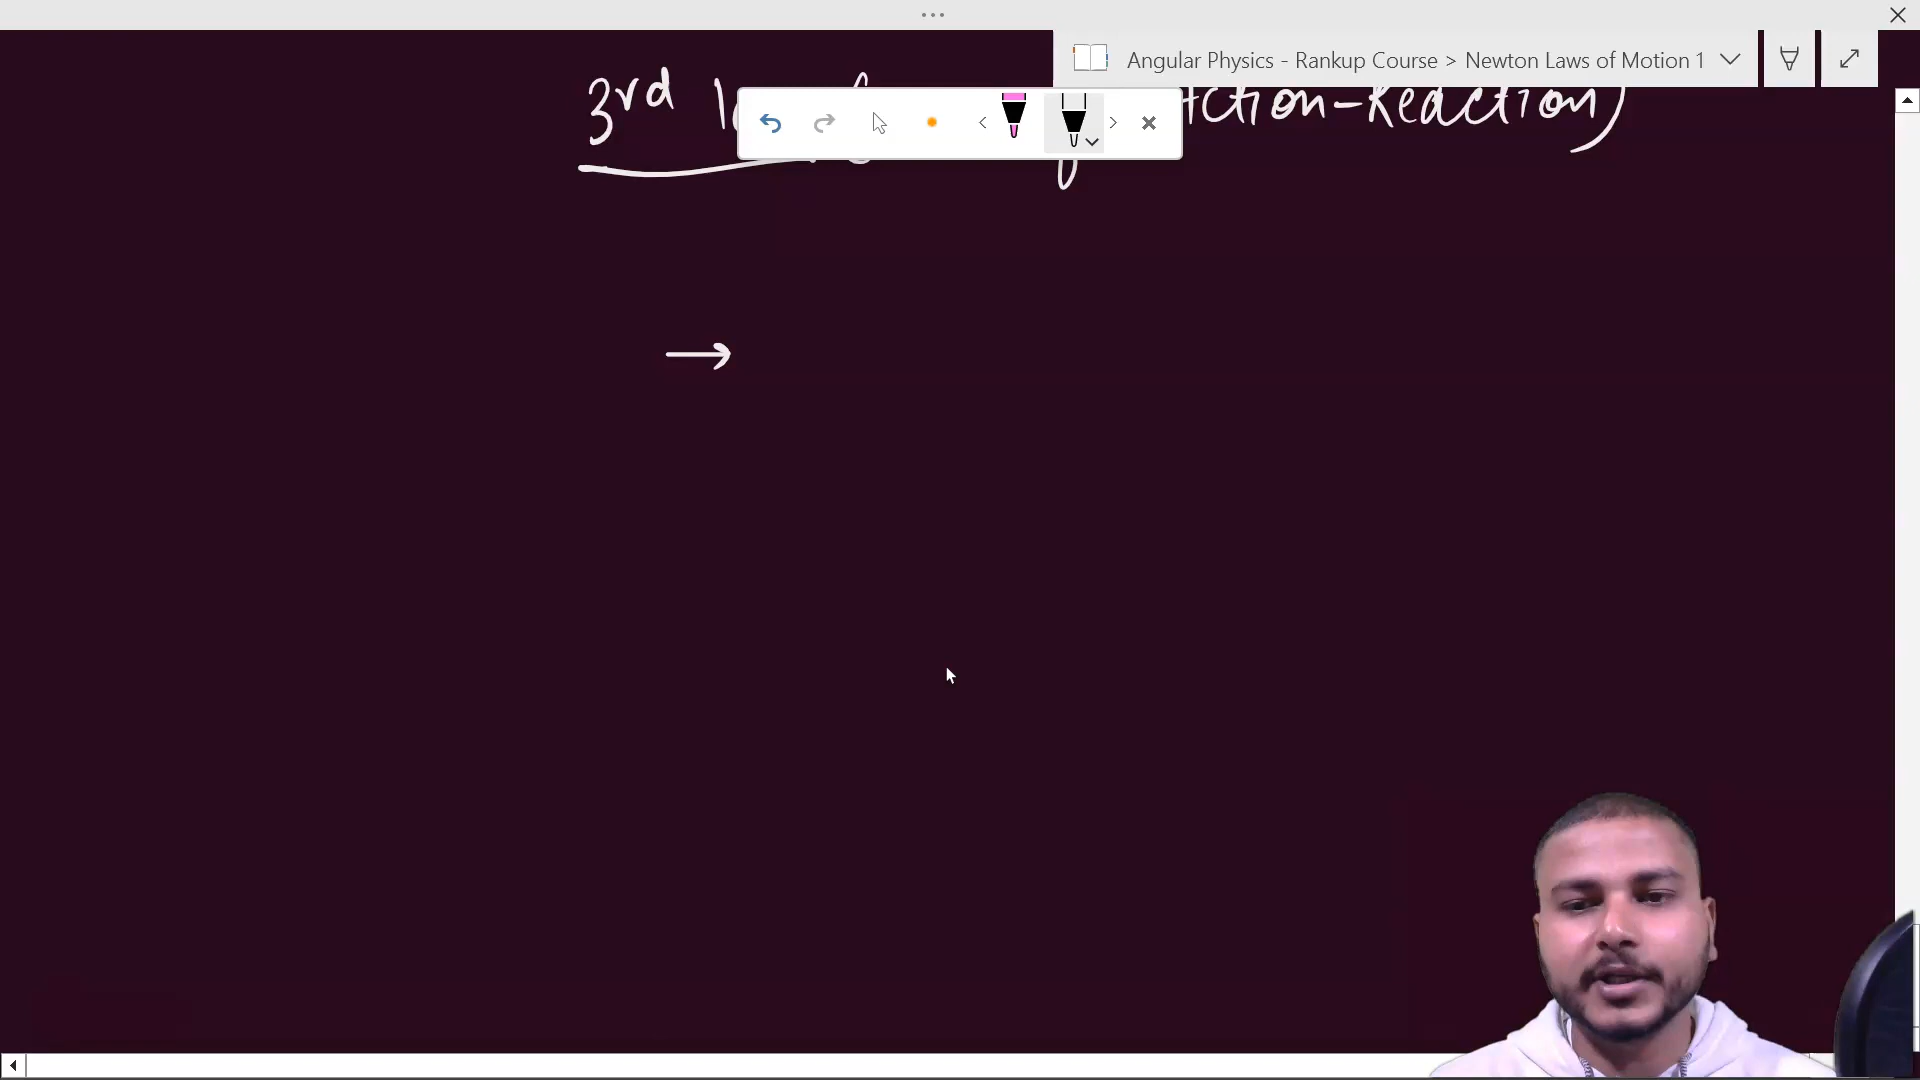 Angular Physics - Rankup Course > Newton Laws of Motion 1
3rd
ction-Reaction)